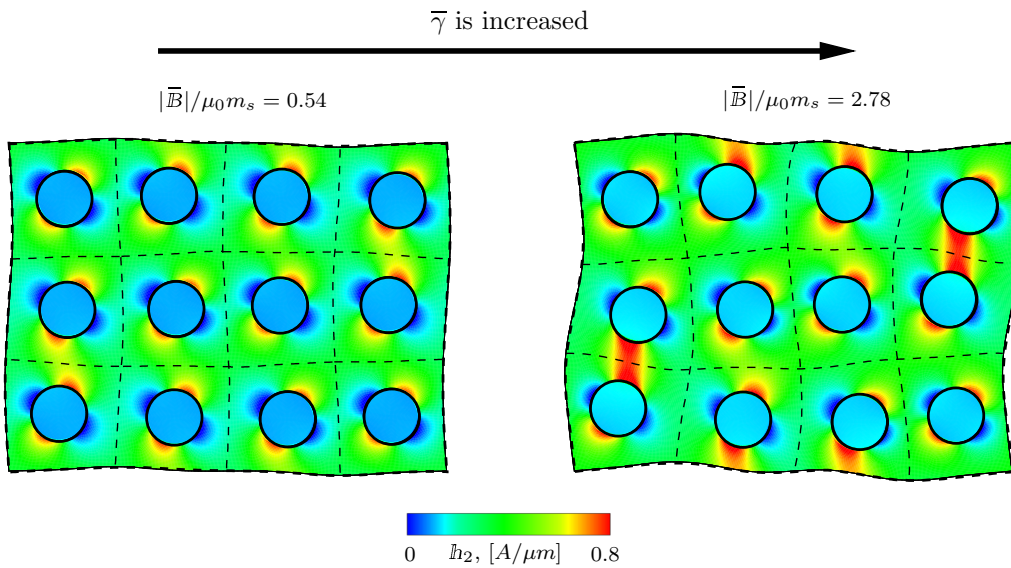 γ̅ is increased
|𝔹̅|/μ₀mₛ = 0.54
|𝔹̅|/μ₀mₛ = 2.78
0 𝕙₂, [A/μm] 0.8